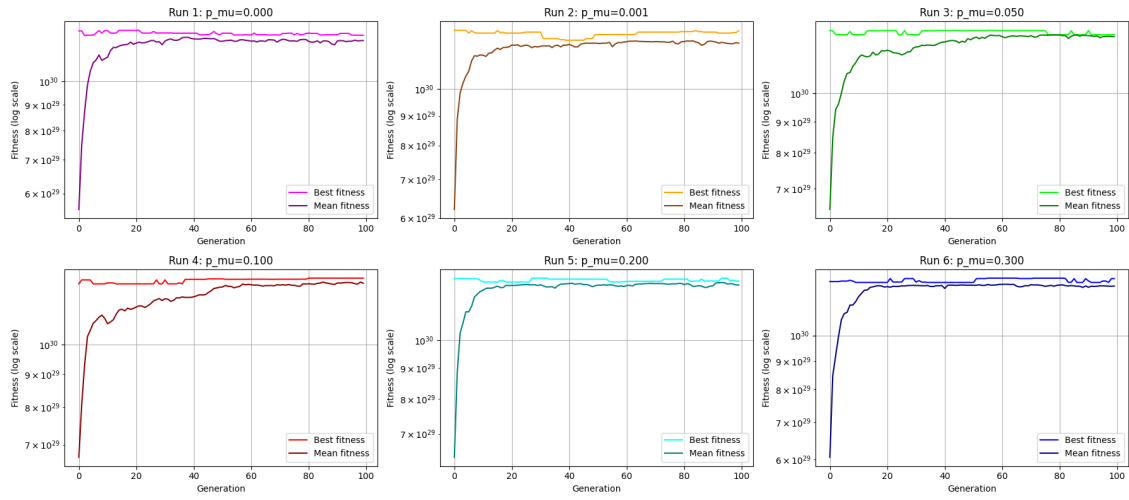 Run 1: p_mu=0.000
Fitness (log scale)
10^30
9 × 10^29
8 × 10^29
7 × 10^29
6 × 10^29
0 20 40 60 80 100
Generation
Best fitness
Mean fitness
Run 2: p_mu=0.001
Fitness (log scale)
10^30
9 × 10^29
8 × 10^29
7 × 10^29
6 × 10^29
0 20 40 60 80 100
Generation
Best fitness
Mean fitness
Run 3: p_mu=0.050
Fitness (log scale)
10^30
9 × 10^29
8 × 10^29
7 × 10^29
0 20 40 60 80 100
Generation
Best fitness
Mean fitness
Run 4: p_mu=0.100
Fitness (log scale)
10^30
9 × 10^29
8 × 10^29
7 × 10^29
0 20 40 60 80 100
Generation
Best fitness
Mean fitness
Run 5: p_mu=0.200
Fitness (log scale)
10^30
9 × 10^29
8 × 10^29
7 × 10^29
0 20 40 60 80 100
Generation
Best fitness
Mean fitness
Run 6: p_mu=0.300
Fitness (log scale)
10^30
9 × 10^29
8 × 10^29
7 × 10^29
6 × 10^29
0 20 40 60 80 100
Generation
Best fitness
Mean fitness